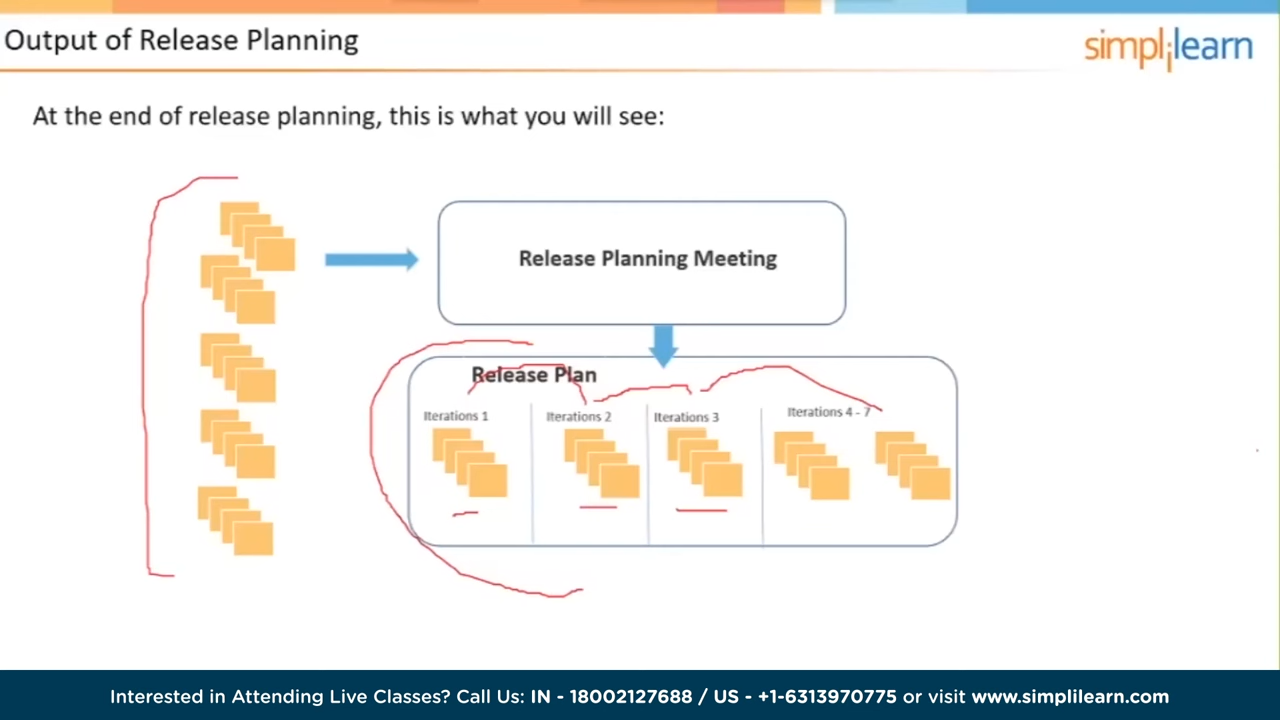 Output of Release Planning
simplilearn
At the end of release planning, this is what you will see:
Release Planning Meeting
Release Plan
Iterations 1
Iterations 2
Iterations 3
Iterations 4 - 7
Interested in Attending Live Classes? Call Us: IN - 18002127688 / US - +1-6313970775 or visit www.simplilearn.com